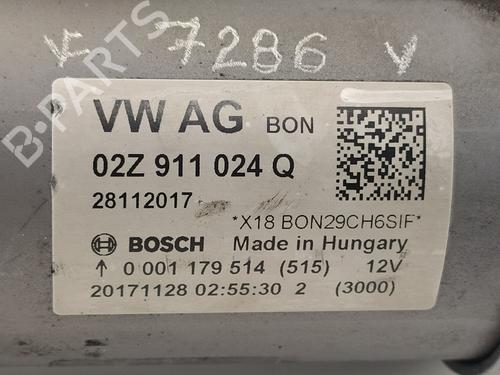 K 7286 V
B-PARTS
VW AG BON
02Z 911 024 Q
28112017
*X18 BON29CH6SIF*
BOSCH Made in Hungary
↑ 0 001 179 514 (515) 12V
20171128 02:55:30 2 (3000)